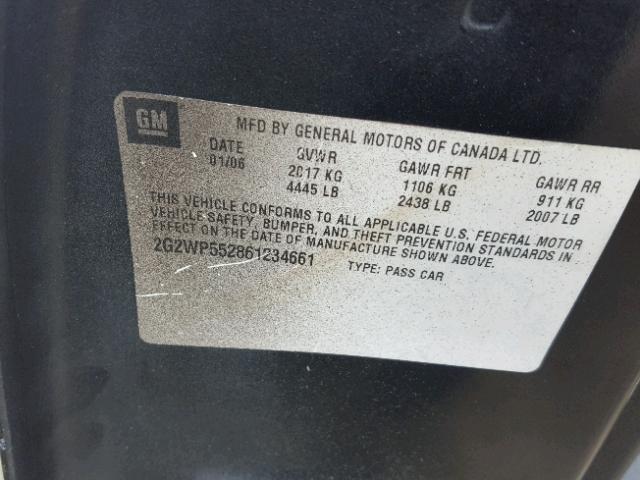 GM
MFD BY GENERAL MOTORS OF CANADA LTD.
DATE GVWR GAWR FRT GAWR RR
01/06 2017 KG 1106 KG 911 KG
4445 LB 2438 LB 2007 LB
THIS VEHICLE CONFORMS TO ALL APPLICABLE U.S. FEDERAL MOTOR
VEHICLE SAFETY, BUMPER, AND THEFT PREVENTION STANDARDS IN
EFFECT ON THE DATE OF MANUFACTURE SHOWN ABOVE.
2G2WP552861234661 TYPE: PASS CAR